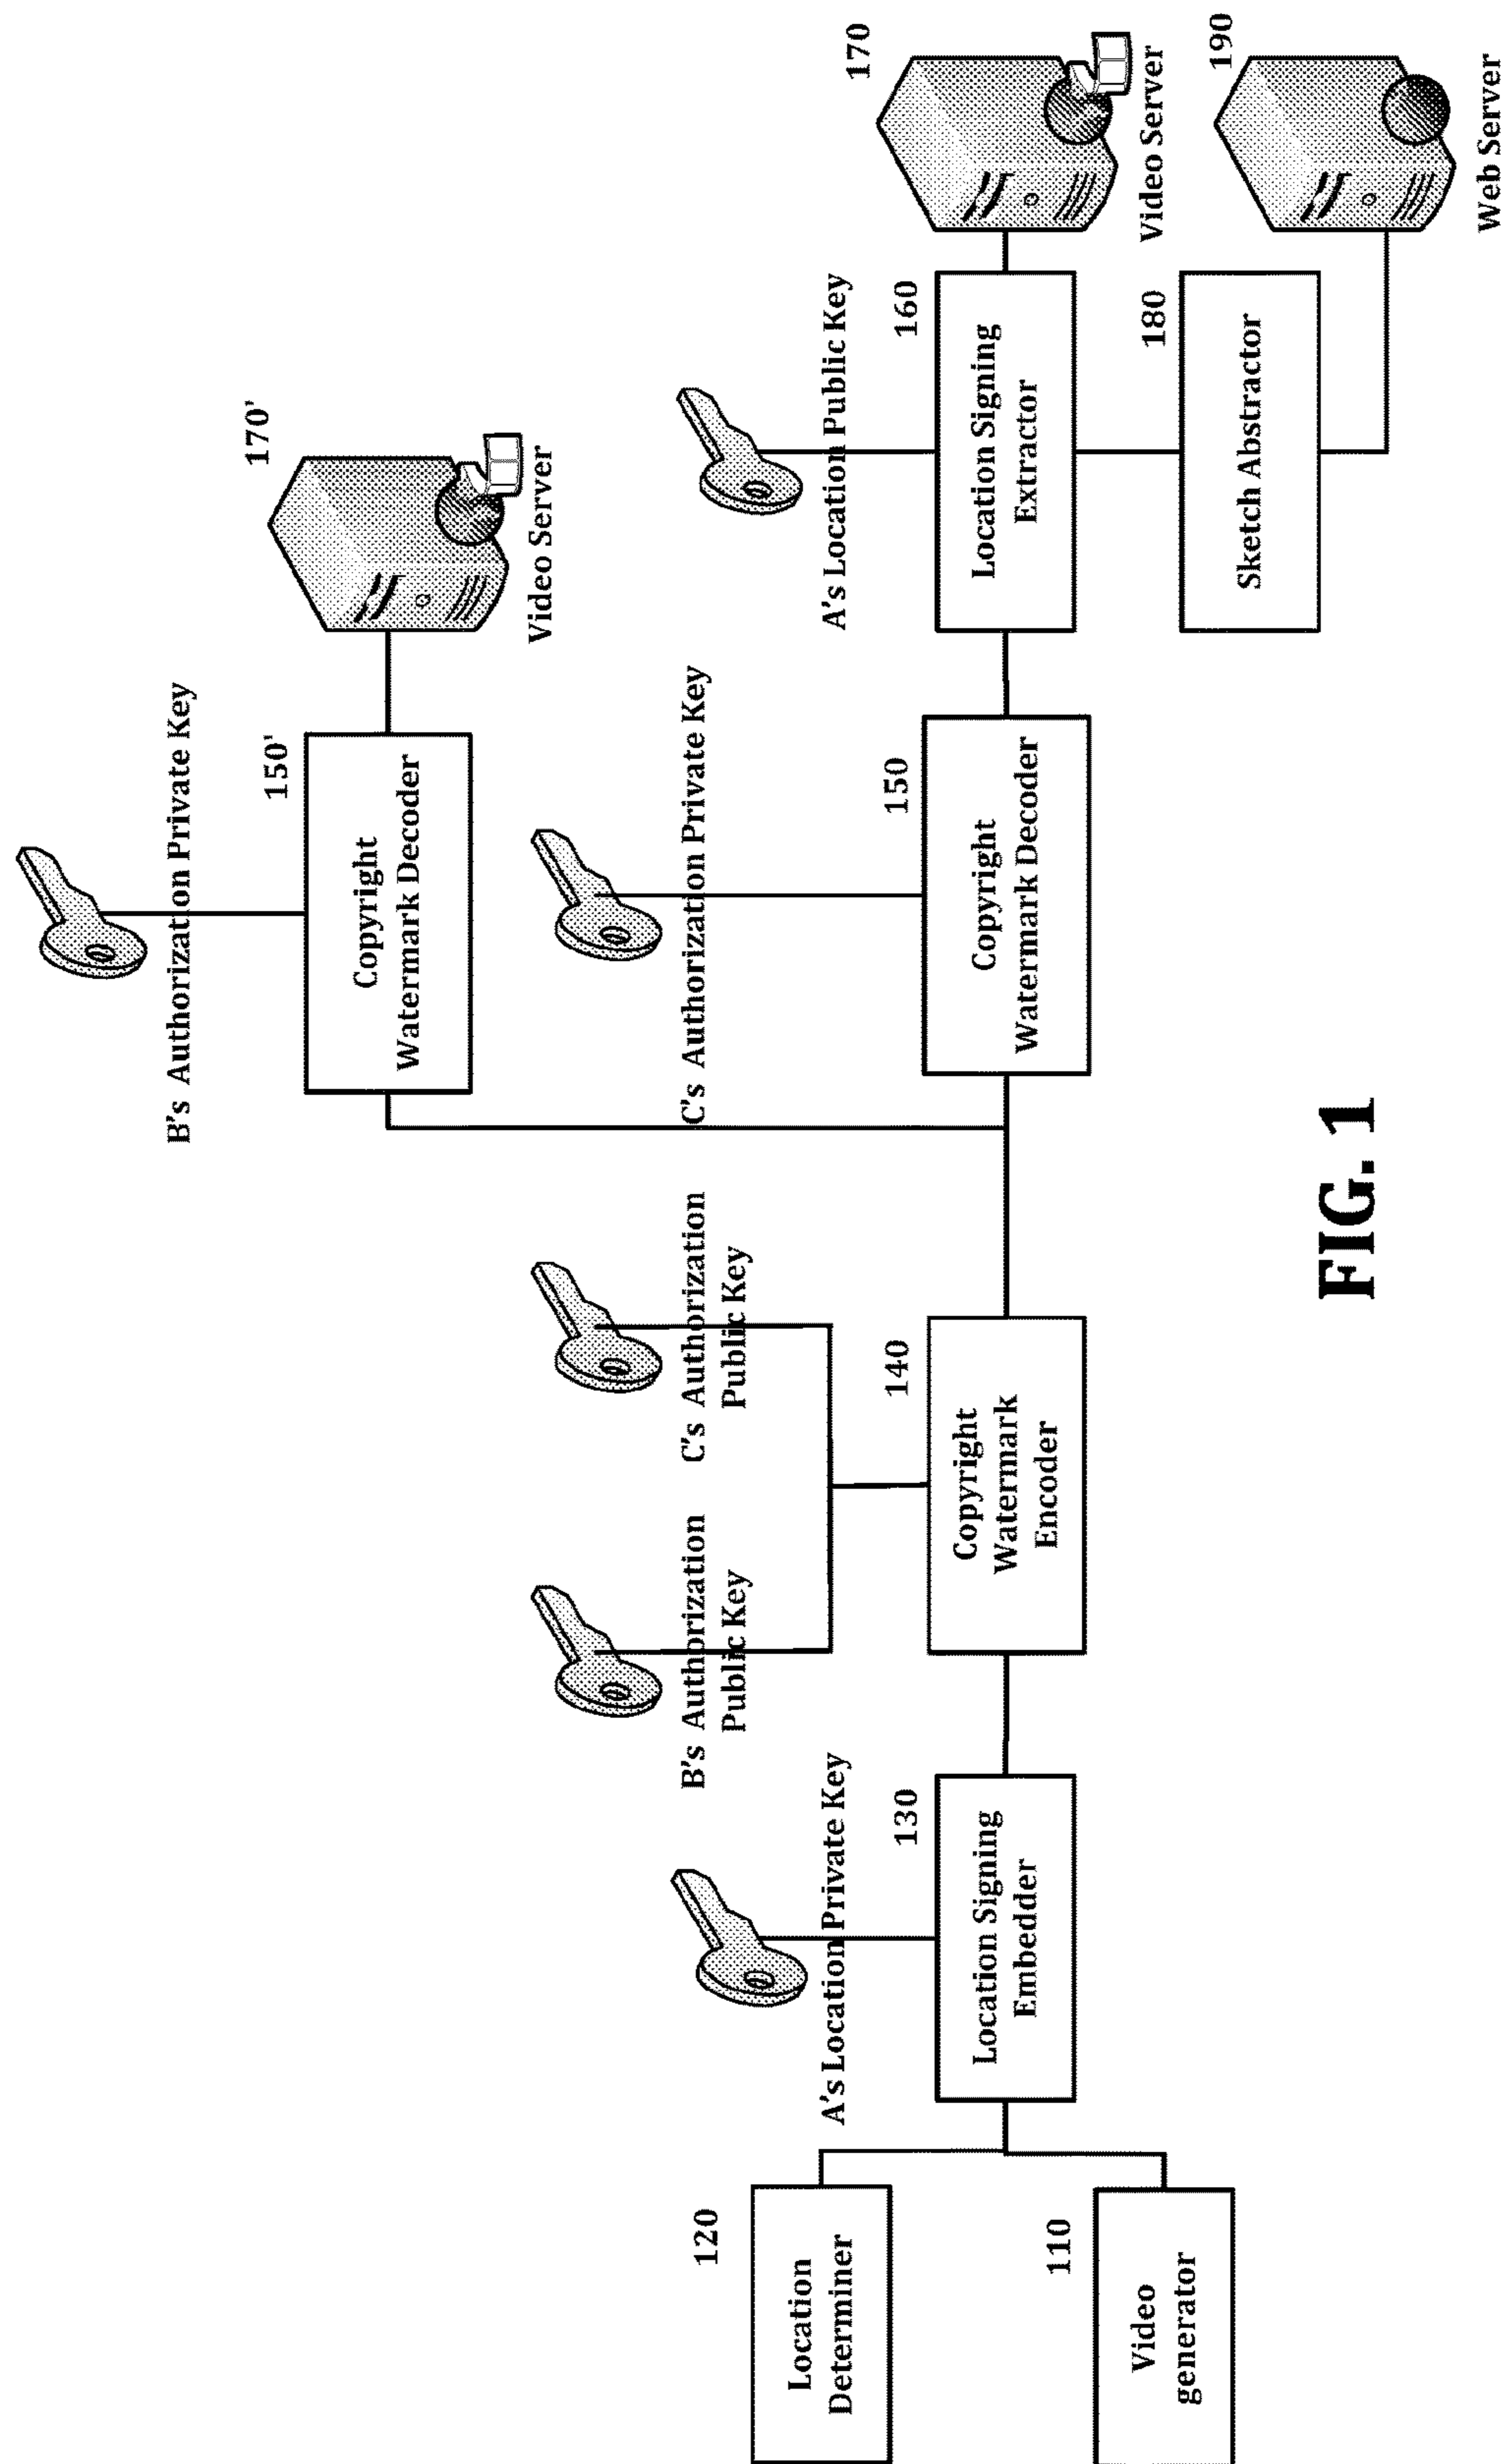 B's Authorization Private Key
170'
150'
Copyright
Watermark Decoder
Video Server
B's Authorization
Public Key
C's Authorization
Public Key
C's Authorization Private Key
170
120
Location
Determiner
A's Location Private Key
130
Location Signing
Embedder
140
Copyright
Watermark
Encoder
150
Copyright
Watermark Decoder
A's Location Public Key
160
Location Signing
Extractor
Video Server
110
Video
generator
180
Sketch Abstractor
190
Web Server
FIG. 1